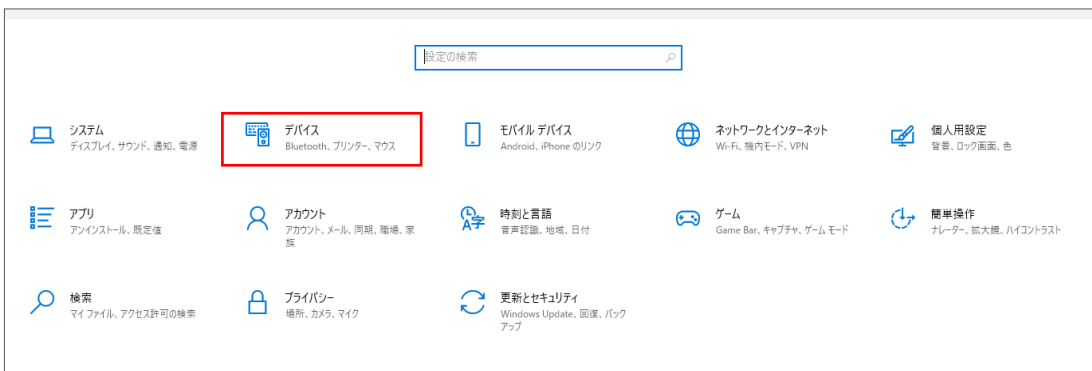 設定の検索
システム
ディスプレイ、サウンド、通知、電源
デバイス
Bluetooth、プリンター、マウス
モバイル デバイス
Android、iPhone のリンク
ネットワークとインターネット
Wi-Fi、機内モード、VPN
個人用設定
背景、ロック画面、色
アプリ
アンインストール、既定値
アカウント
アカウント、メール、同期、職場、家
族
時刻と言語
音声認識、地域、日付
ゲーム
Game Bar、キャプチャ、ゲーム モード
簡単操作
ナレーター、拡大鏡、ハイコントラスト
検索
マイ ファイル、アクセス許可の検索
プライバシー
場所、カメラ、マイク
更新とセキュリティ
Windows Update、回復、バック
アップ